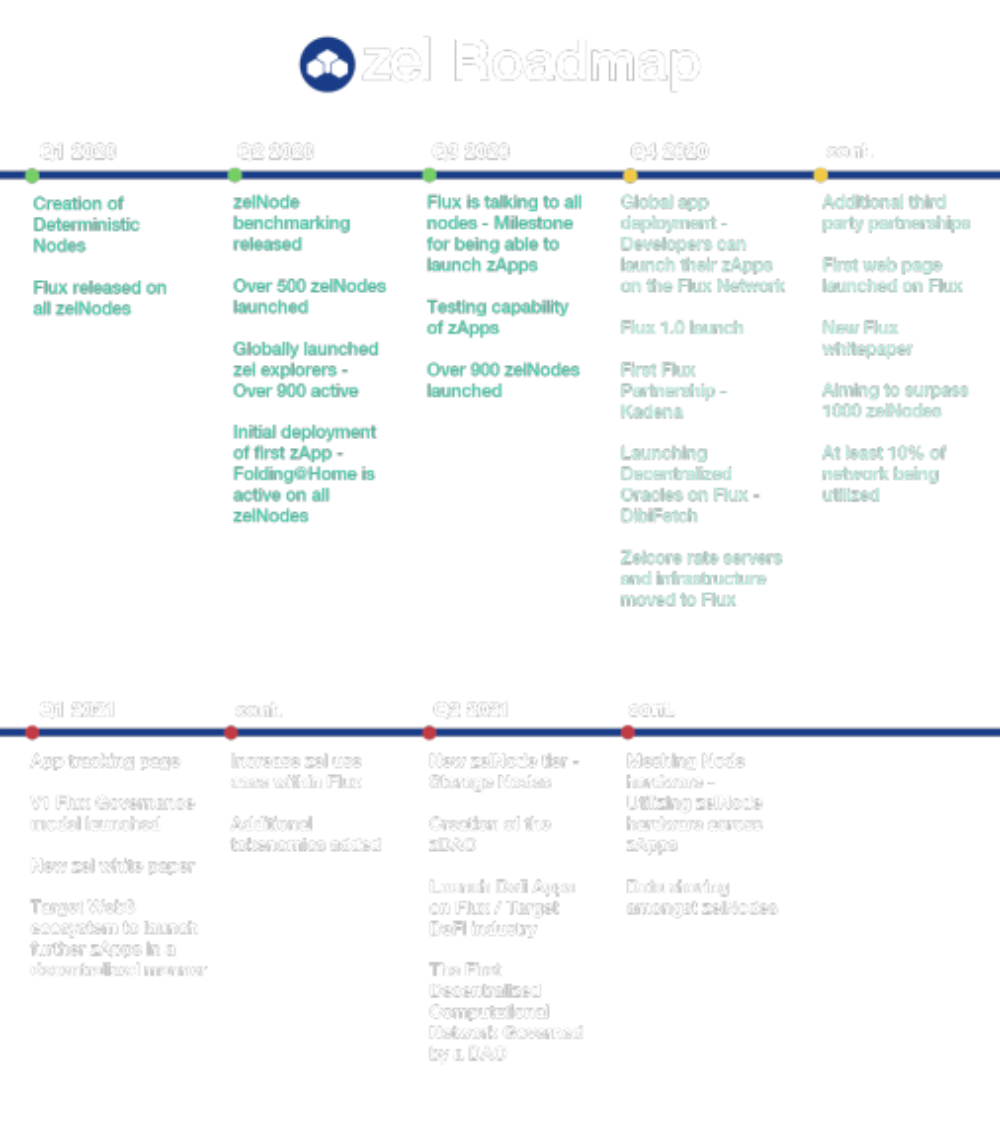 zel Roadmap
Q1 2020
Q2 2020
Q3 2020
Q4 2020
cont.
Creation of
Deterministic
Nodes
Flux released on
all zelNodes
zelNode
benchmarking
released
Over 500 zelNodes
launched
Globally launched
zel explorers -
Over 900 active
Initial deployment
of first zApp -
Folding@Home is
active on all
zelNodes
Flux is talking to all
nodes - Milestone
for being able to
launch zApps
Testing capability
of zApps
Over 900 zelNodes
launched
Global app
deployment -
Developers can
launch their zApps
on the Flux Network
Flux 1.0 launch
First Flux
Partnership -
Kadena
Launching
Decentralized
Oracles on Flux -
DibiFetch
Zelcore rate servers
and infrastructure
moved to Flux
Additional third
party partnerships
First web page
launched on Flux
New Flux
whitepaper
Aiming to surpass
1000 zelNodes
At least 10% of
network being
utilized
Q1 2021
cont.
Q2 2021
cont.
App tracking page
V1 Flux Governance
model launched
New zel white paper
Target Web3
ecosystem to launch
further zApps in a
decentralized manner
Increase zel use
case within Flux
Additional
tokenomics added
New zelNode tier -
Storage Nodes
Creation of the
zDAO
Launch Defi Apps
on Flux / Target
DeFi industry
The First
Decentralized
Computational
Network Governed
by a DAO
Meshing Node
hardware -
Utilizing zelNode
hardware across
zApps
Data sharing
amongst zelNodes